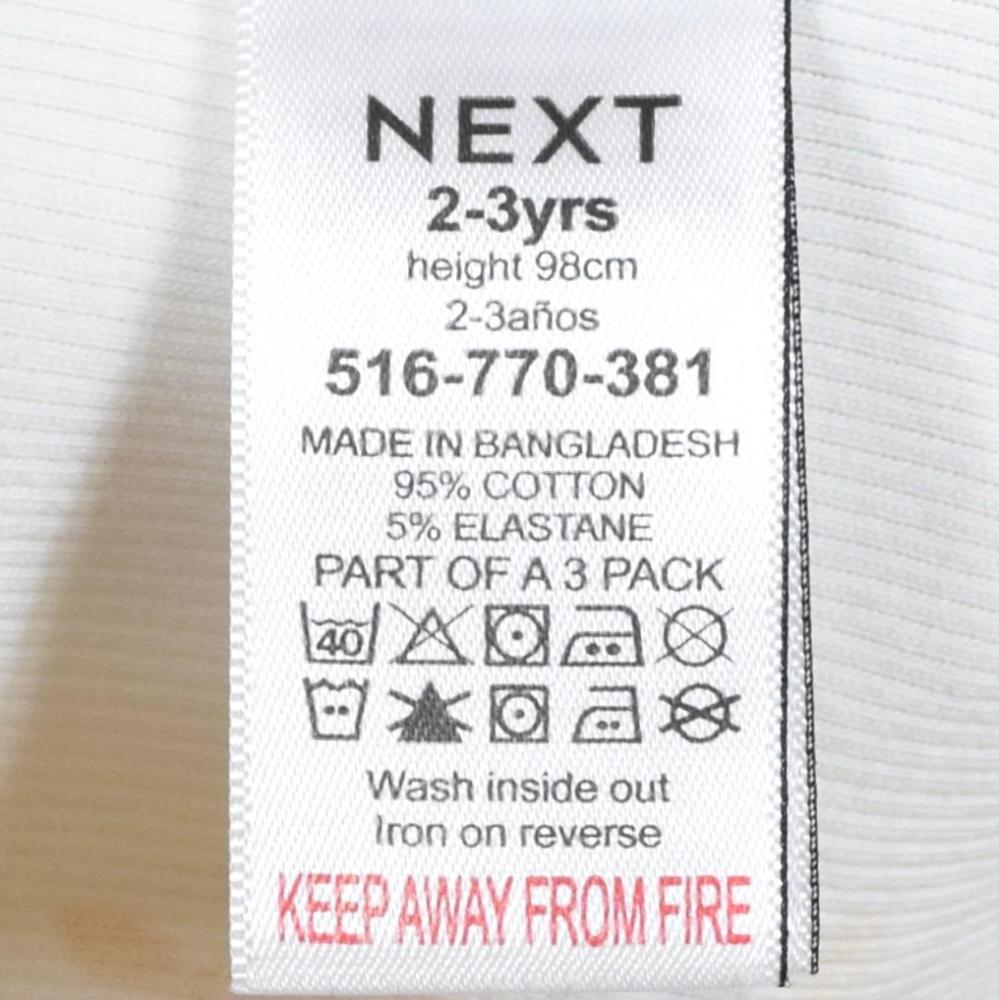 NEXT
2-3yrs
height 98cm
2-3años
516-770-381
MADE IN BANGLADESH
95% COTTON
5% ELASTANE
PART OF A 3 PACK
40
Wash inside out
Iron on reverse
KEEP AWAY FROM FIRE